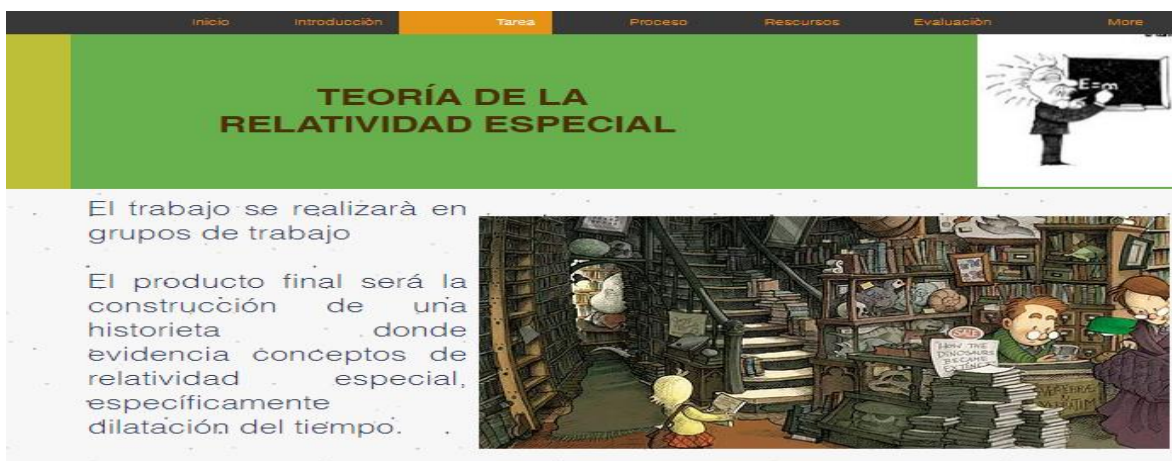 Inicio Introducciòn Tarea Proceso Rescursos Evaluaciòn More
TEORÍA DE LA
RELATIVIDAD ESPECIAL
E=m
El trabajo se realizarà en
grupos de trabajo
El producto final será la
construcción de una
historieta donde
evidencia conceptos de
relatividad especial,
específicamente
dilatación del tiempo.
HOW THE
DINOSAURS
BECAME
EXTINCT